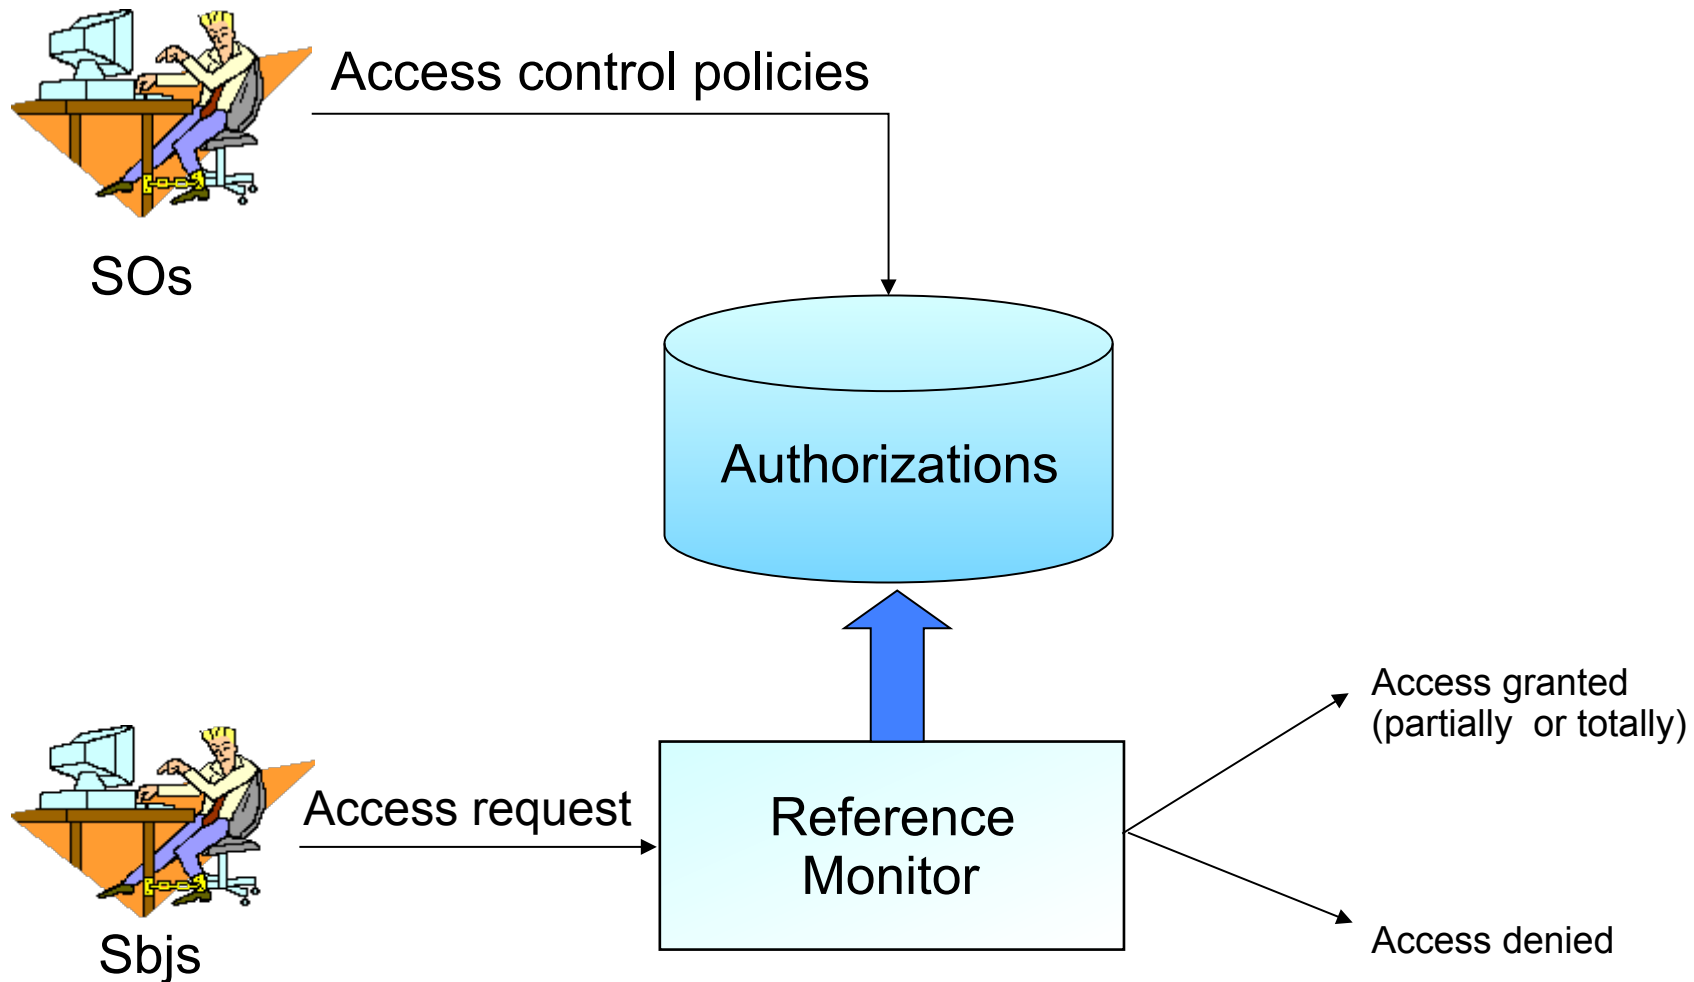 Access control policies
SOs
Authorizations
Access granted
(partially or totally)
Access request
Reference
Monitor
Access denied
Sbjs